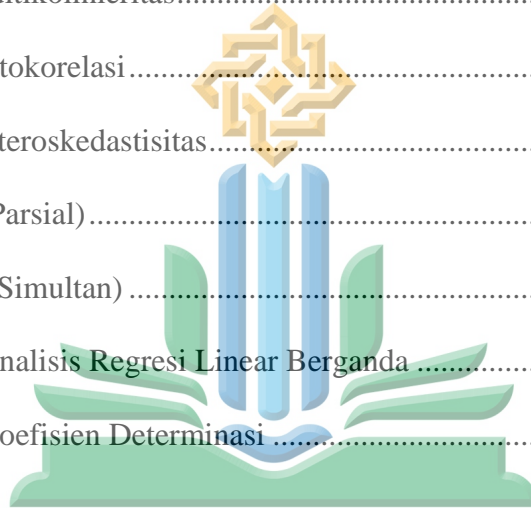 tokorelasi..........................................................
teroskedastisitas..............................................
Parsial)................................................................
Simultan)..........................................................
nalisis Regresi Linear Berganda..................
oefisien Determinasi.......................................